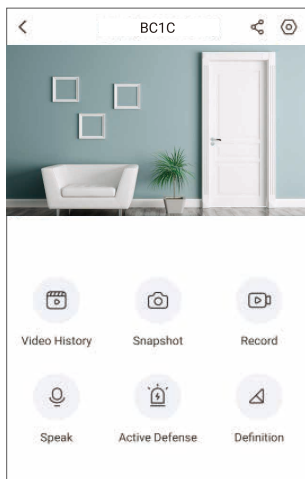 BC1C
Video History
Snapshot
Record
Speak
Active Defense
Definition